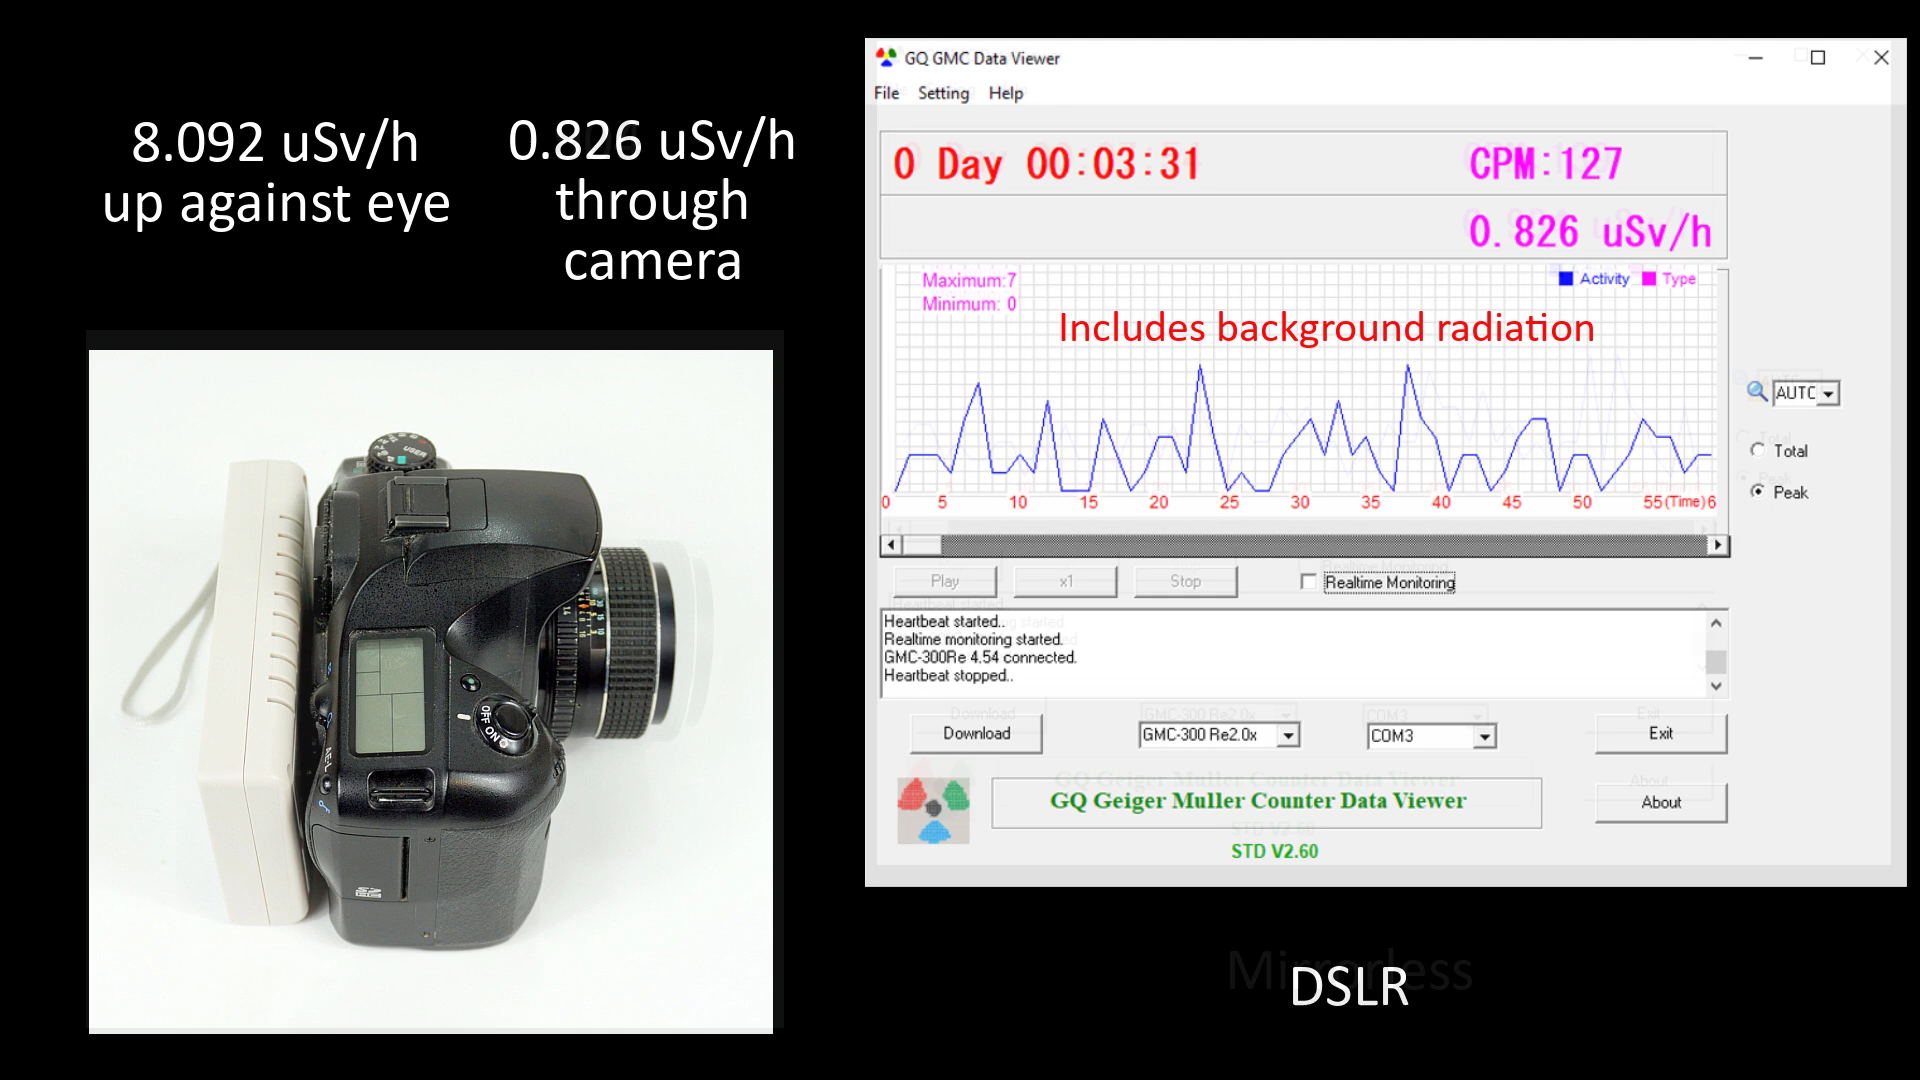 8.092 uSv/h
up against eye
0.826 uSv/h
through
camera
USER
OFF ON
AE-L
GQ GMC Data Viewer
File Setting Help
0 Day 00:03:31
CPM:127
0.826 uSv/h
Maximum:7
Minimum: 0
Activity Type
Includes background radiation
0 5 10 15 20 25 30 35 40 45 50 55(Time)6
AUTC
Total
Peak
Play x1 Stop Realtime Monitoring
Heartbeat started..
Realtime monitoring started.
GMC-300Re 4.54 connected.
Heartbeat stopped..
Download GMC-300 Re2.0x COM3 Exit
GQ Geiger Muller Counter Data Viewer
About
STD V2.60
Mirrorless
DSLR